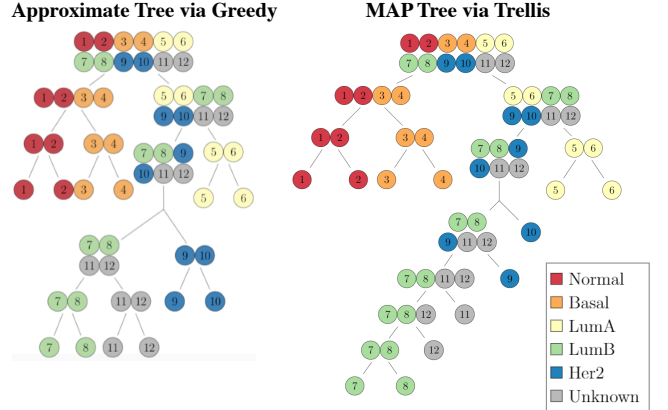 Approximate Tree via Greedy
1 2 3 4 5 6
7 8 9 10 11 12
1 2 3 4
5 6 7 8
9 10 11 12
1 2
3 4
7 8 9
10 11 12
5 6
1
2
3
4
5
6
7 8
11 12
9 10
7 8
11 12
9
10
7
8
11
12
MAP Tree via Trellis
1 2 3 4 5 6
7 8 9 10 11 12
1 2 3 4
5 6 7 8
9 10 11 12
1 2
3 4
7 8 9
10 11 12
5 6
1
2
3
4
5
6
7 8
9 11 12
10
7 8 11 12
9
7 8 12
11
7 8
12
7
8
Normal
Basal
LumA
LumB
Her2
Unknown